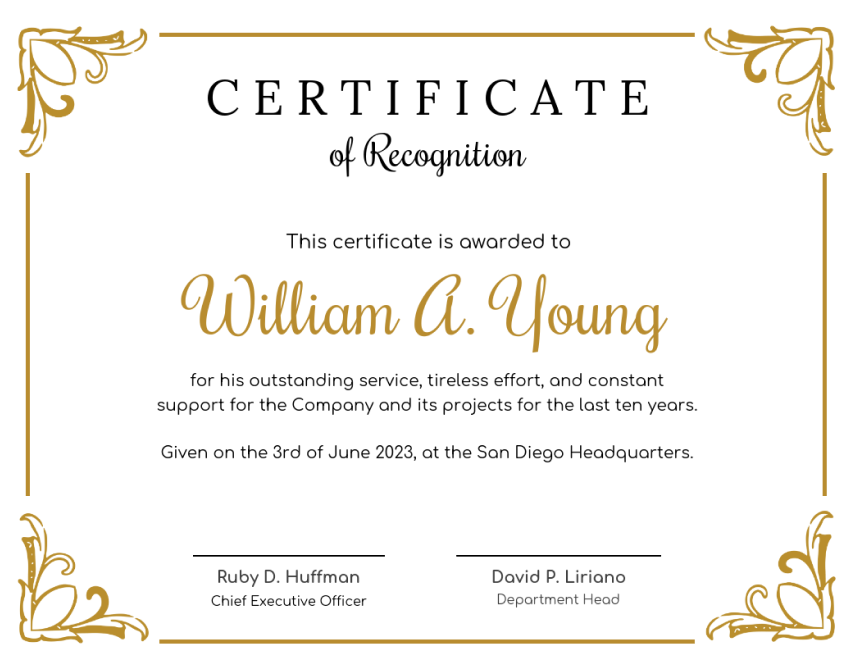 CERTIFICATE
of Recognition
This certificate is awarded to
William A. Young
for his outstanding service, tireless effort, and constant
support for the Company and its projects for the last ten years.
Given on the 3rd of June 2023, at the San Diego Headquarters.
Ruby D. Huffman
Chief Executive Officer
David P. Liriano
Department Head